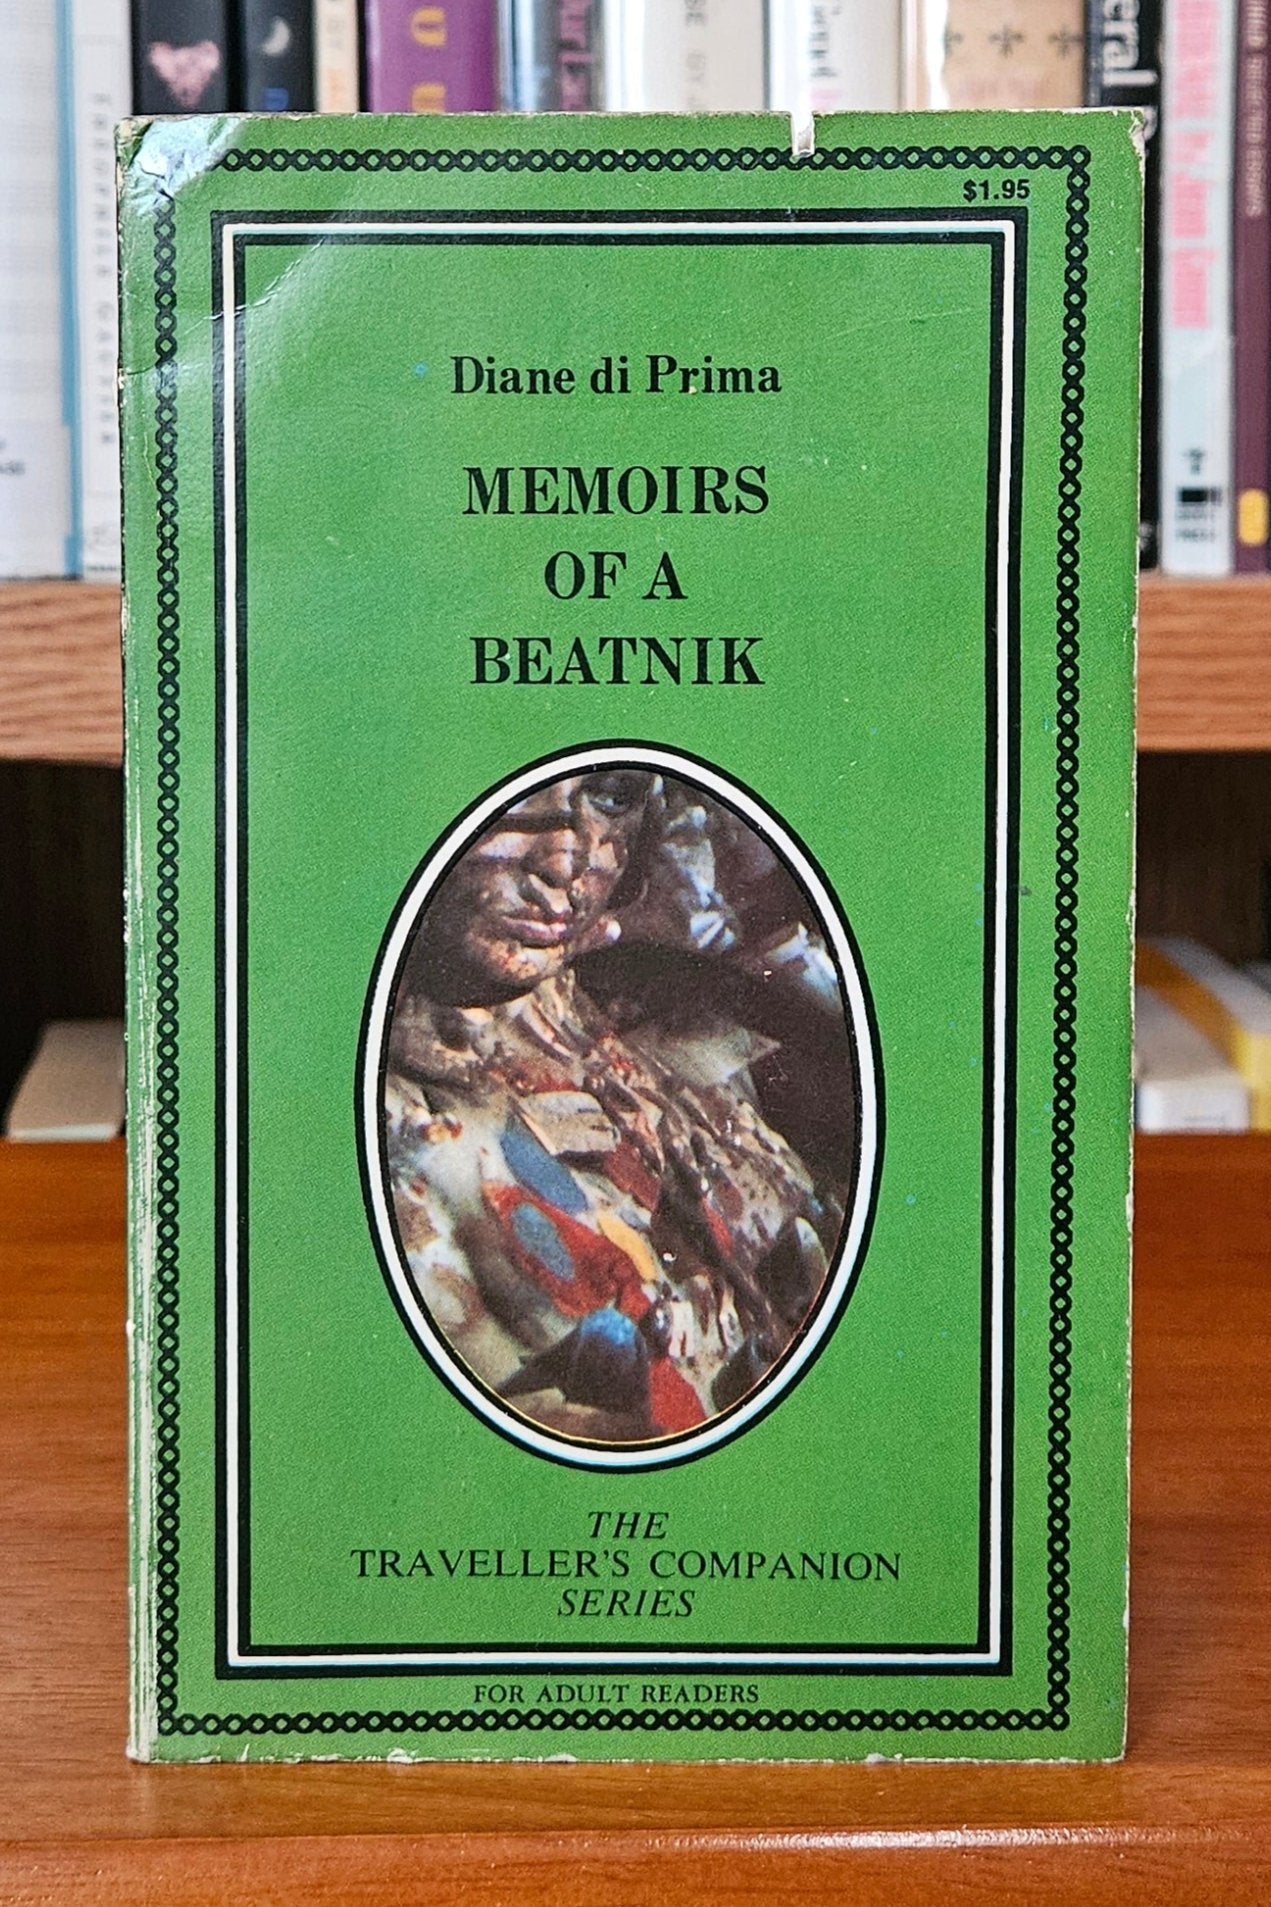 $1.95
Diane di Prima
MEMOIRS
OF A
BEATNIK
THE
TRAVELLER'S COMPANION
SERIES
FOR ADULT READERS